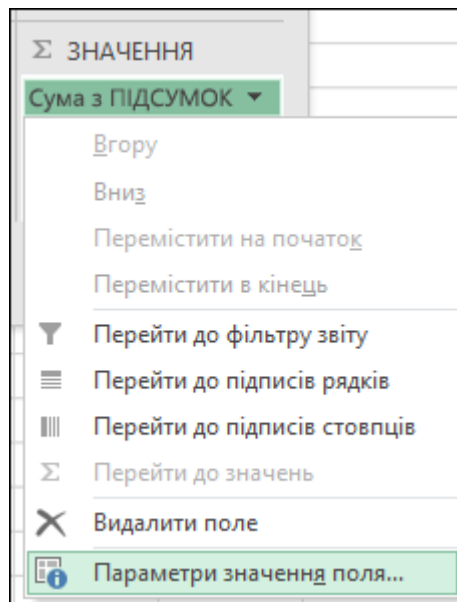 Σ ЗНАЧЕННЯ
Сума з ПІДСУМОК
Вгору
Вниз
Перемістити на початок
Перемістити в кінець
Перейти до фільтру звіту
Перейти до підписів рядків
Перейти до підписів стовпців
Σ Перейти до значень
Видалити поле
Параметри значення поля...